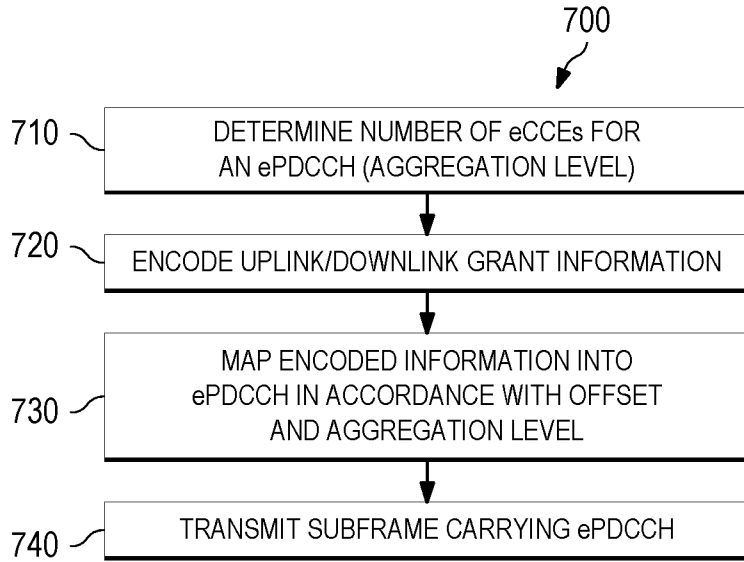 700
710
DETERMINE NUMBER OF eCCEs FOR
AN ePDCCH (AGGREGATION LEVEL)
720
ENCODE UPLINK/DOWNLINK GRANT INFORMATION
730
MAP ENCODED INFORMATION INTO
ePDCCH IN ACCORDANCE WITH OFFSET
AND AGGREGATION LEVEL
740
TRANSMIT SUBFRAME CARRYING ePDCCH